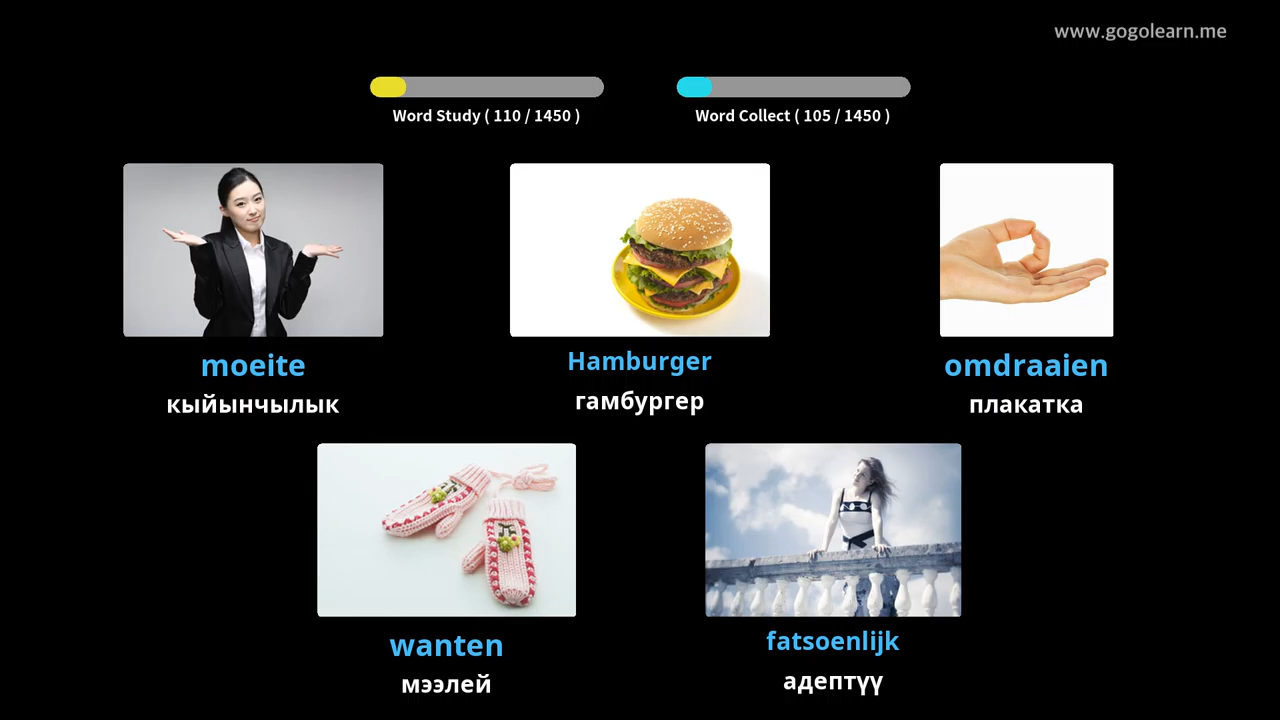 www.gogolearn.me
Word Study ( 110 / 1450 )
Word Collect ( 105 / 1450 )
moeite
кыйынчылык
Hamburger
гамбургер
omdraaien
плакатка
wanten
мээлей
fatsoenlijk
адептүү